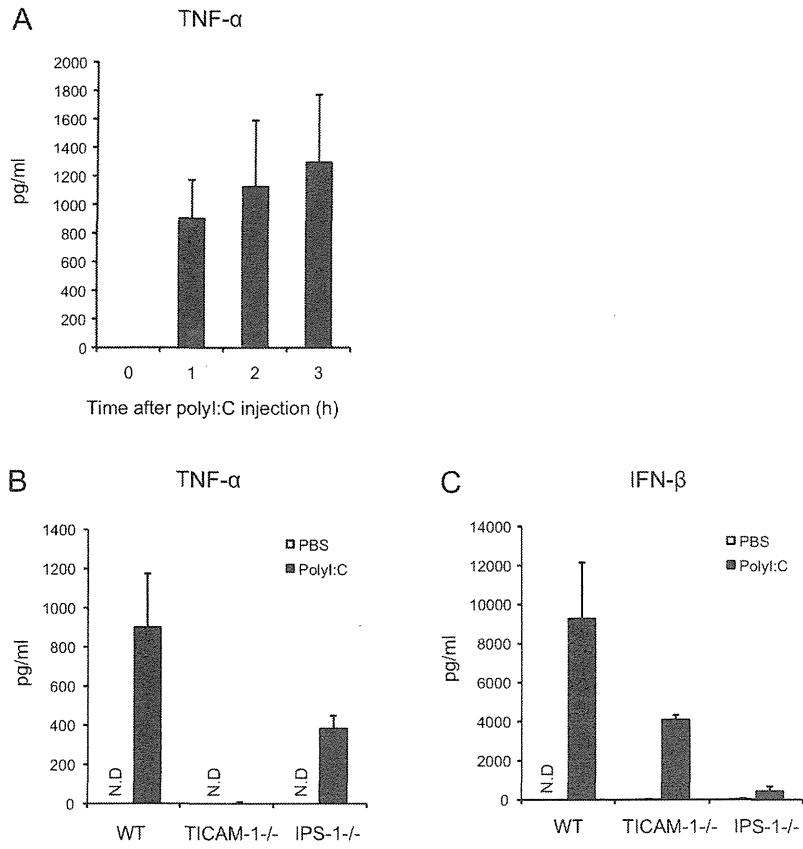 A
TNF-α
2000
1800
1600
1400
1200
1000
800
600
400
200
0
pg/ml
0 1 2 3
Time after polyI:C injection (h)
B
TNF-α
1400
1200
1000
800
600
400
200
0
pg/ml
PBS
PolyI:C
N.D
N.D
N.D
WT TICAM-1-/- IPS-1-/-
C
IFN-β
14000
12000
10000
8000
6000
4000
2000
0
pg/ml
PBS
PolyI:C
N.D
WT TICAM-1-/- IPS-1-/-